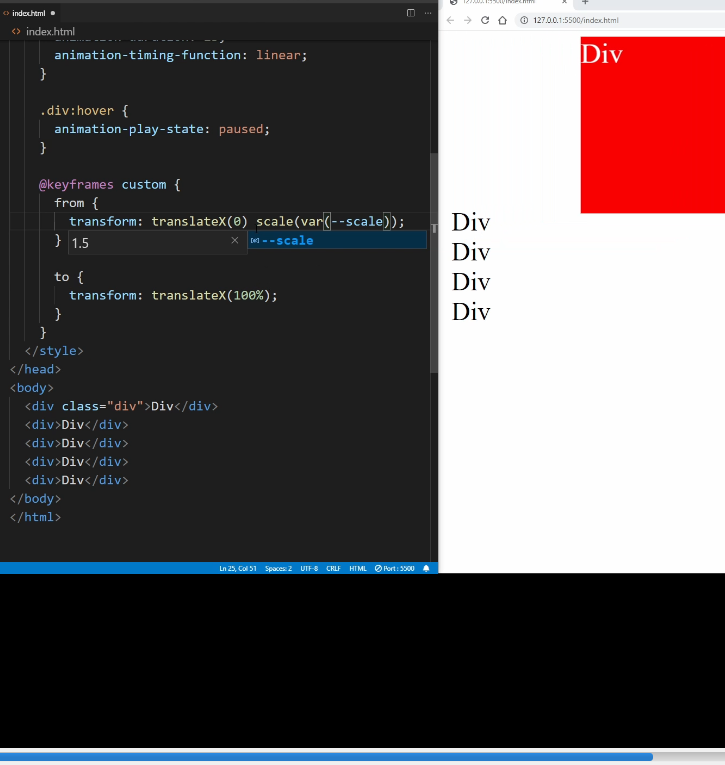 index.html
index.html
animation-timing-function: linear;
}
.div:hover {
animation-play-state: paused;
}
@keyframes custom {
from {
transform: translateX(0) scale(var(--scale));
}
1.5
--scale
to {
transform: translateX(100%);
}
}
</style>
</head>
<body>
<div class="div">Div</div>
<div>Div</div>
<div>Div</div>
<div>Div</div>
<div>Div</div>
</body>
</html>
Ln 25, Col 51 Spaces: 2 UTF-8 CRLF HTML Port : 5500
127.0.0.1:5500/index.html
127.0.0.1:5500/index.html
Div
Div
Div
Div
Div